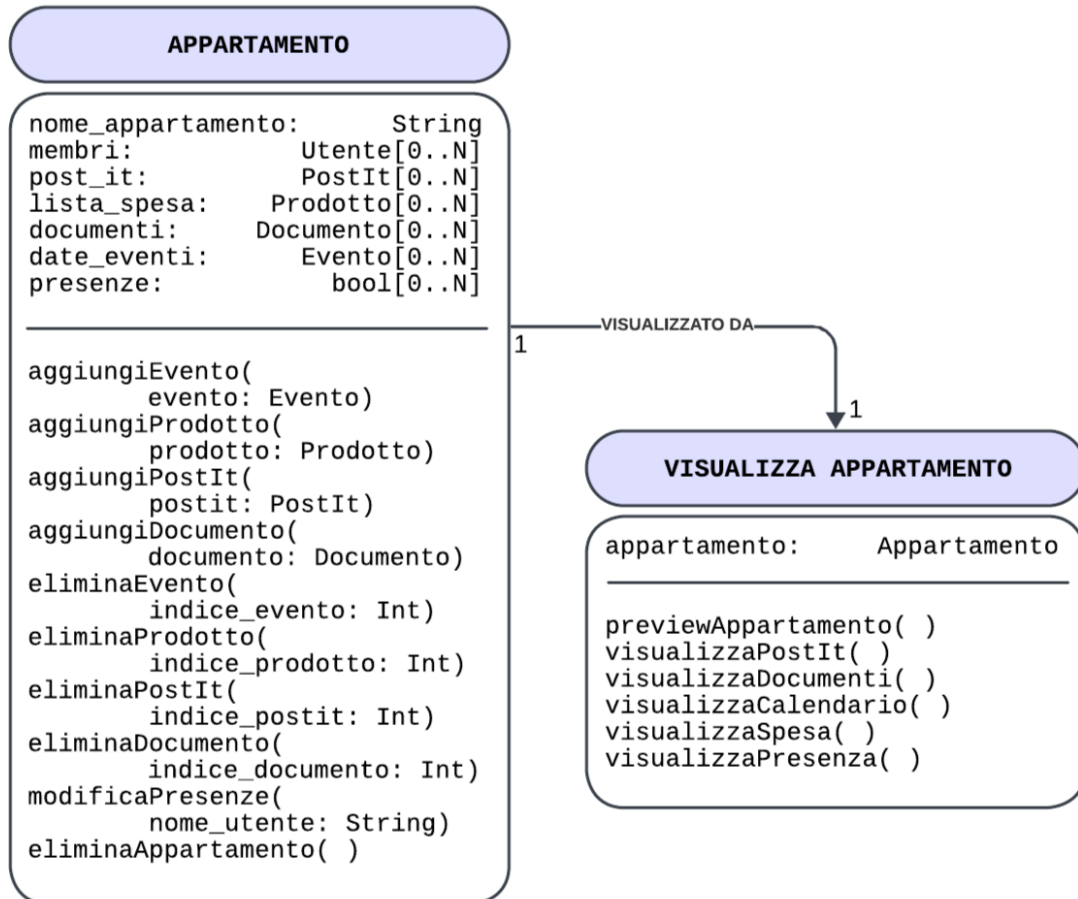 APPARTAMENTO
nome_appartamento: String
membri: Utente[0..N]
post_it: PostIt[0..N]
lista_spesa: Prodotto[0..N]
documenti: Documento[0..N]
date_eventi: Evento[0..N]
presenze: bool[0..N]
aggiungiEvento(
evento: Evento)
aggiungiProdotto(
prodotto: Prodotto)
aggiungiPostIt(
postit: PostIt)
aggiungiDocumento(
documento: Documento)
eliminaEvento(
indice_evento: Int)
eliminaProdotto(
indice_prodotto: Int)
eliminaPostIt(
indice_postit: Int)
eliminaDocumento(
indice_documento: Int)
modificaPresenze(
nome_utente: String)
eliminaAppartamento( )
VISUALIZZATO DA
1
1
VISUALIZZA APPARTAMENTO
appartamento: Appartamento
previewAppartamento( )
visualizzaPostIt( )
visualizzaDocumenti( )
visualizzaCalendario( )
visualizzaSpesa( )
visualizzaPresenza( )